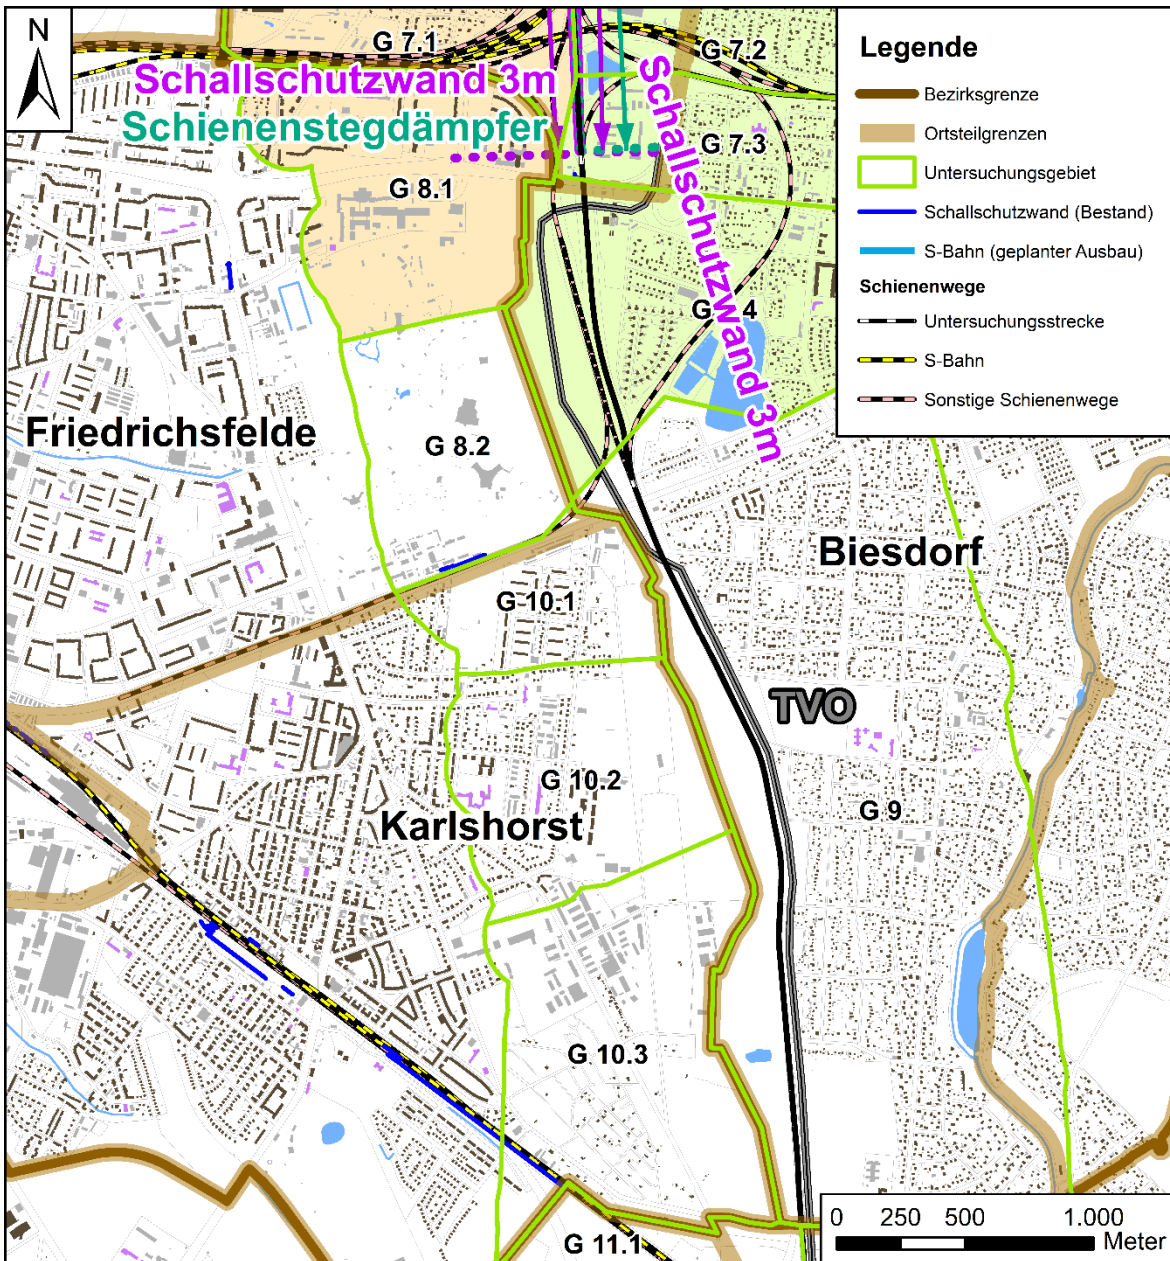 N
G 7.1
G 7.2
Schallschutzwand 3m
Schienenstegdämpfer
Schallschutzwand 3m
G 7.3
G 8.1
G
4
Friedrichsfelde
G 8.2
Biesdorf
G 10.1
TVO
G 10.2
Karlshorst
G 9
G 10.3
G 11.1
Legende
Bezirksgrenze
Ortsteilgrenzen
Untersuchungsgebiet
Schallschutzwand (Bestand)
S-Bahn (geplanter Ausbau)
Schienenwege
Untersuchungsstrecke
S-Bahn
Sonstige Schienenwege
0 250 500 1.000
Meter